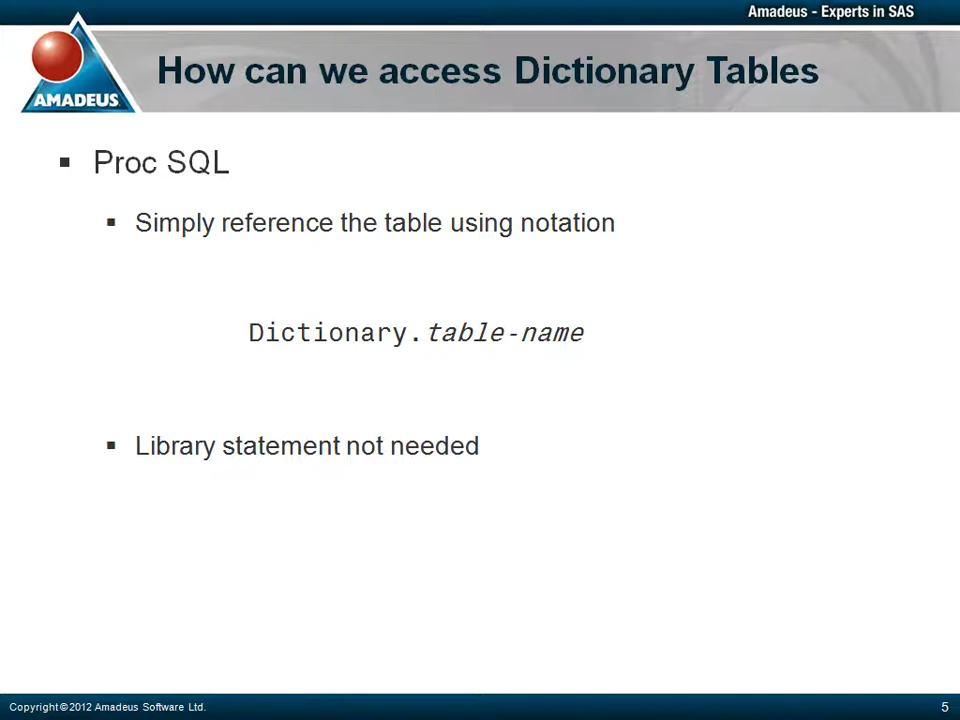 Amadeus - Experts in SAS
AMADEUS
How can we access Dictionary Tables
Proc SQL
Simply reference the table using notation
Dictionary.table-name
Library statement not needed
Copyright © 2012 Amadeus Software Ltd.
5